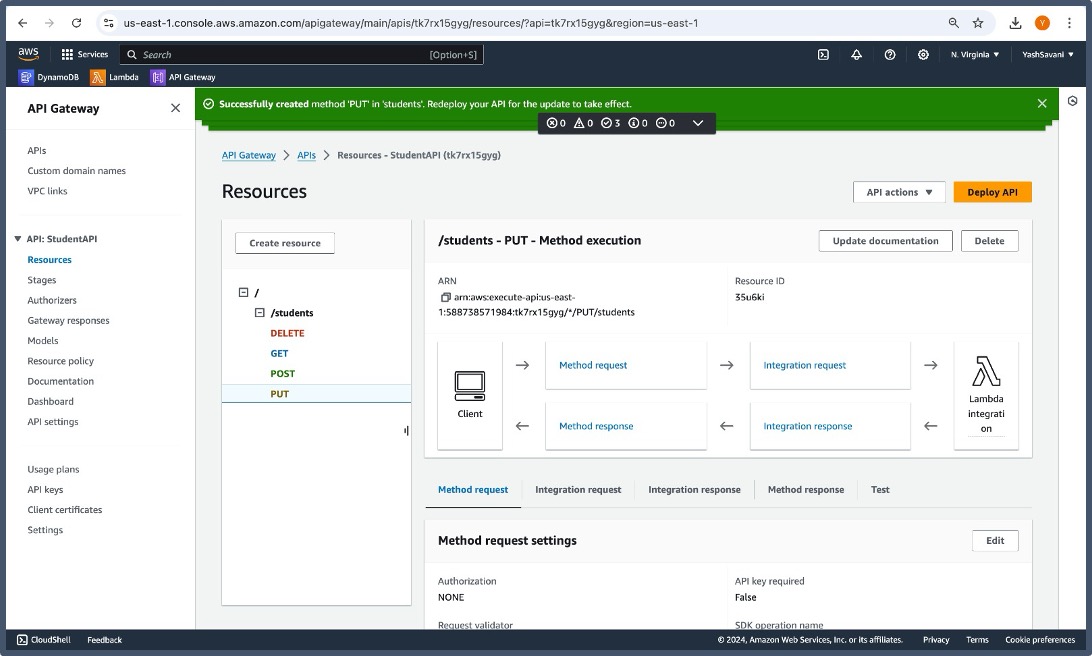 us-east-1.console.aws.amazon.com/apigateway/main/apis/tk7rx15gyg/resources/?api=tk7rx15gyg&region=us-east-1
Y
aws
Services
Search
[Option+S]
N. Virginia ▼
YashSavani ▼
DynamoDB
Lambda
API Gateway
API Gateway
Successfully created method 'PUT' in 'students'. Redeploy your API for the update to take effect.
0 0 3 0 0
APIs
Custom domain names
VPC links
API: StudentAPI
Resources
Stages
Authorizers
Gateway responses
Models
Resource policy
Documentation
Dashboard
API settings
Usage plans
API keys
Client certificates
Settings
API Gateway > APIs > Resources - StudentAPI (tk7rx15gyg)
Resources
API actions ▼
Deploy API
Create resource
/
/students
DELETE
GET
POST
PUT
/students - PUT - Method execution
Update documentation
Delete
ARN
arn:aws:execute-api:us-east-
1:588738571984:tk7rx15gyg/*/PUT/students
Resource ID
35u6ki
Client
Method request
Integration request
Method response
Integration response
Lambda
integrati
on
Method request
Integration request
Integration response
Method response
Test
Method request settings
Edit
Authorization
NONE
API key required
False
Request validator
SDK operation name
CloudShell
Feedback
© 2024, Amazon Web Services, Inc. or its affiliates.
Privacy
Terms
Cookie preferences